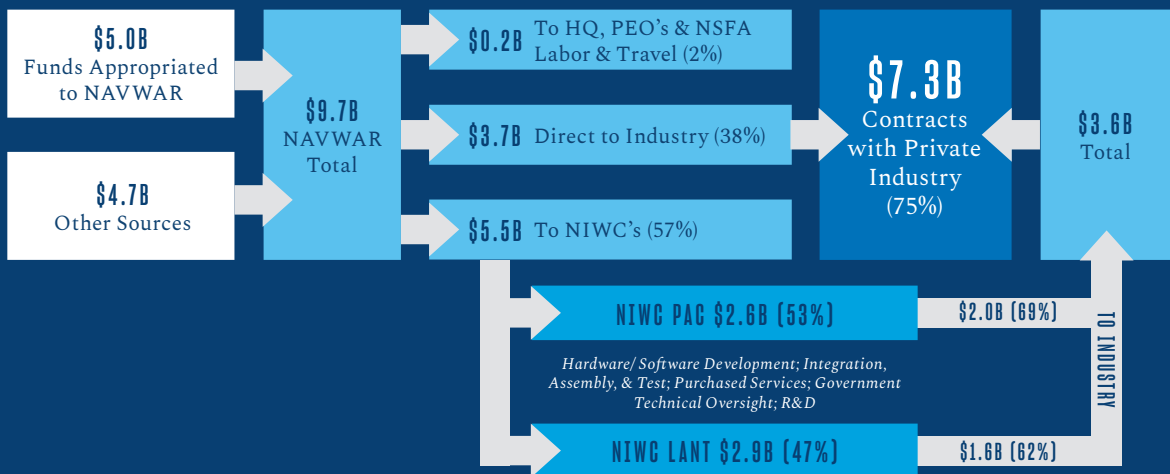 $5.0B
Funds Appropriated
to NAVWAR
$4.7B
Other Sources
$9.7B
NAVWAR
Total
$0.2B To HQ, PEO's & NSFA
Labor & Travel (2%)
$3.7B Direct to Industry (38%)
$5.5B To NIWC's (57%)
$7.3B
Contracts
with Private
Industry
(75%)
$3.6B
Total
NIWC PAC $2.6B (53%)
$2.0B (69%)
Hardware/ Software Development; Integration,
Assembly, & Test; Purchased Services; Government
Technical Oversight; R&D
NIWC LANT $2.9B (47%)
$1.6B (62%)
TO INDUSTRY